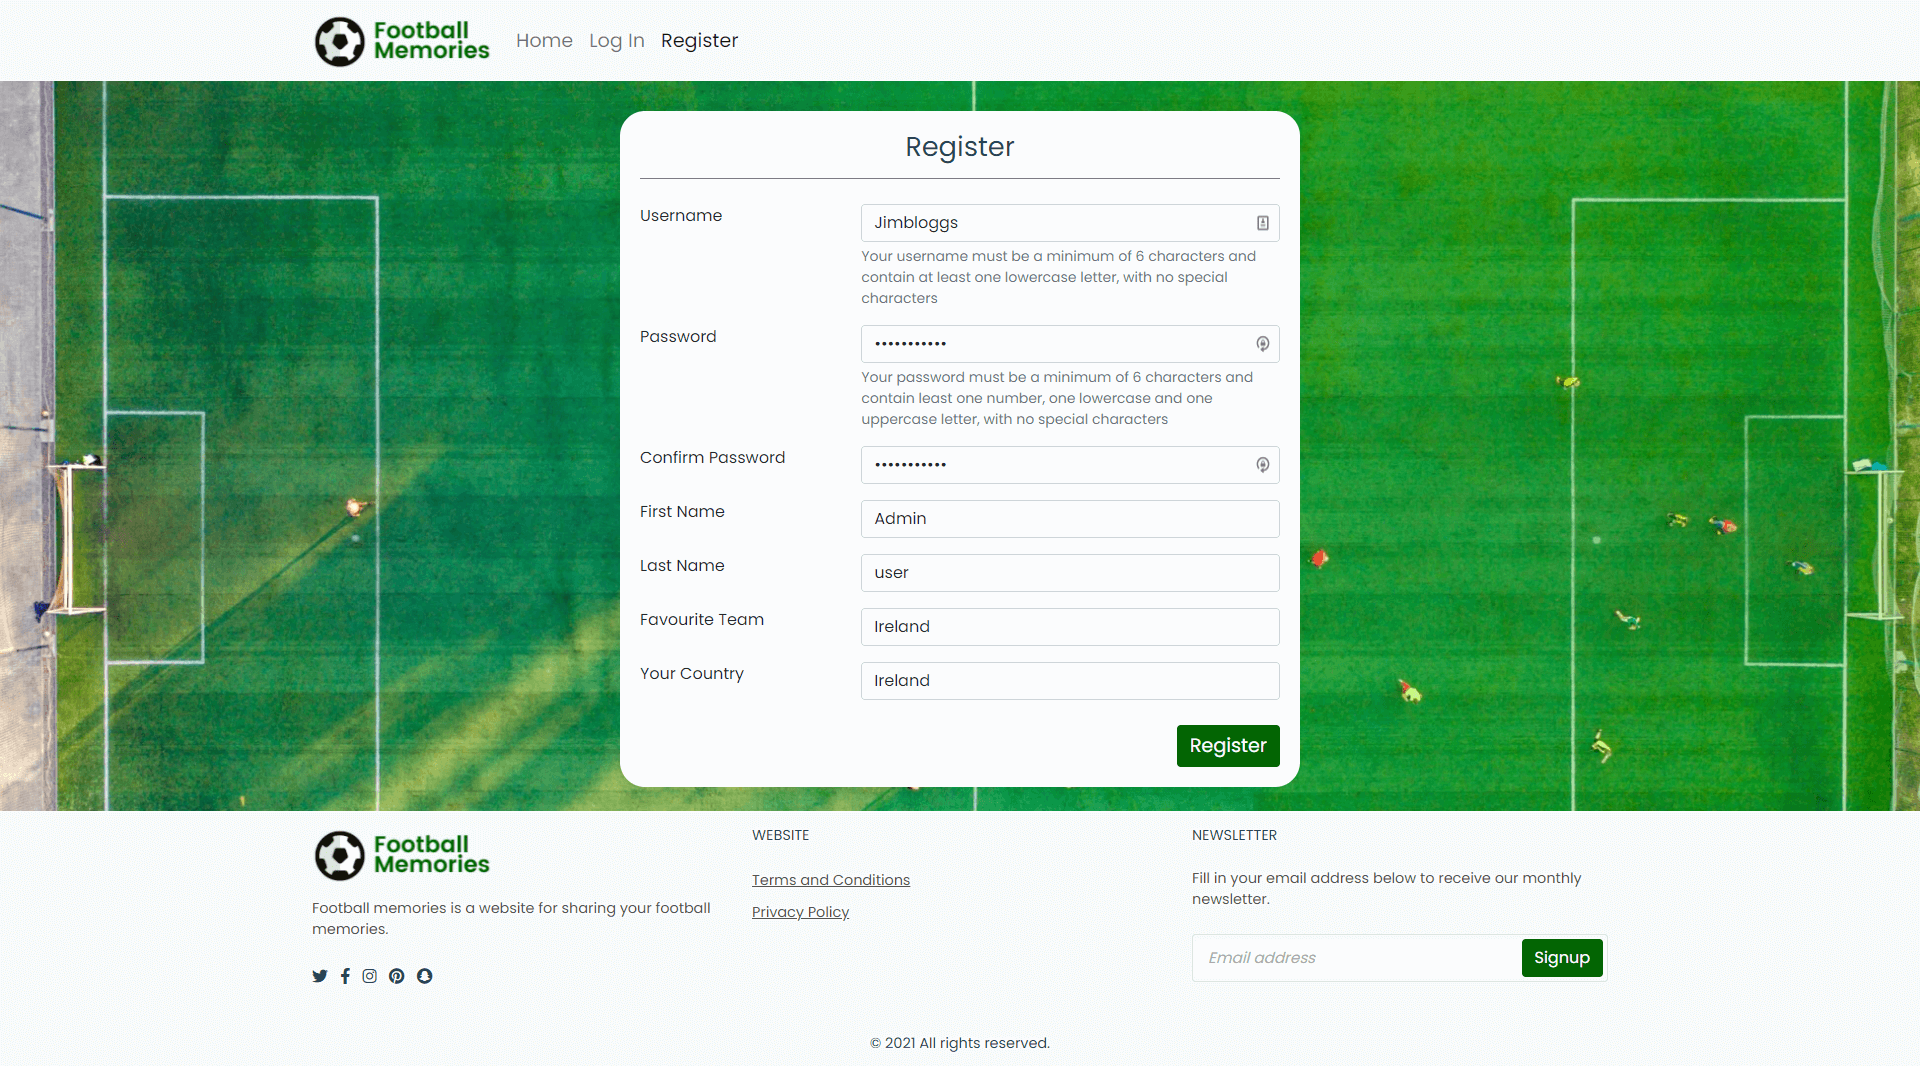 Football
Memories
Home Log In Register
Register
Username
Jimbloggs
Your username must be a minimum of 6 characters and
contain at least one lowercase letter, with no special
characters
Password
•••••••••••
Your password must be a minimum of 6 characters and
contain least one number, one lowercase and one
uppercase letter, with no special characters
Confirm Password
•••••••••••
First Name
Admin
Last Name
user
Favourite Team
Ireland
Your Country
Ireland
Register
Football
Memories
Football memories is a website for sharing your football
memories.
WEBSITE
Terms and Conditions
Privacy Policy
NEWSLETTER
Fill in your email address below to receive our monthly
newsletter.
Email address
Signup
© 2021 All rights reserved.